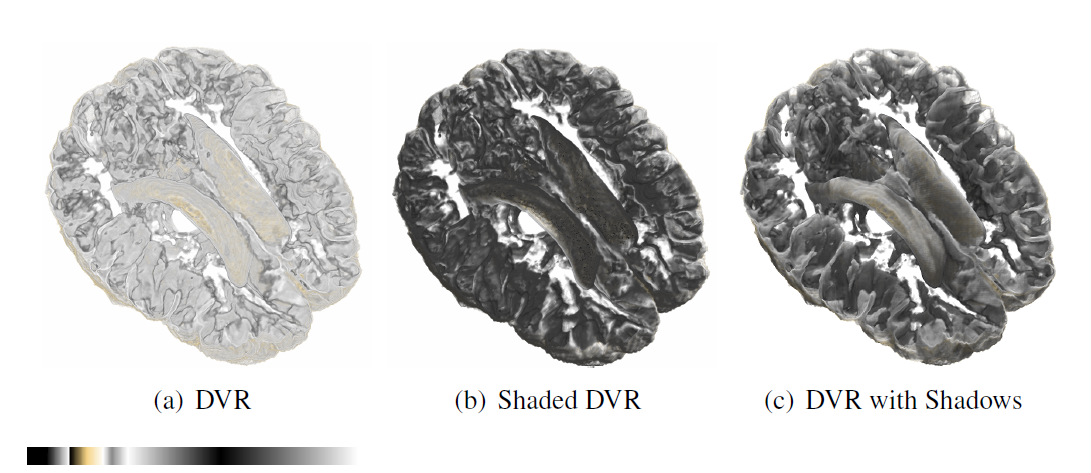 (a) DVR
(b) Shaded DVR
(c) DVR with Shadows